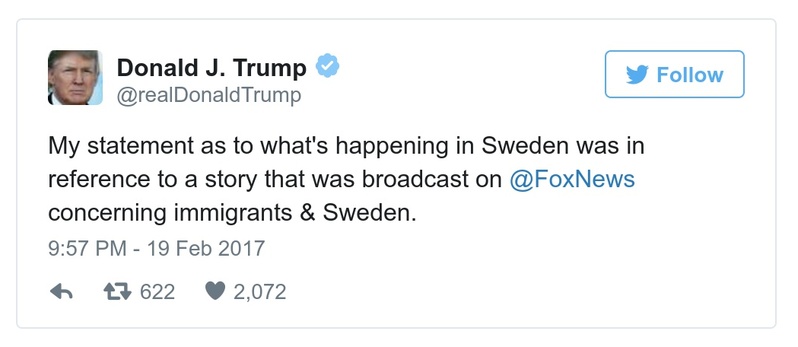 Donald J. Trump
@realDonaldTrump
Follow
My statement as to what's happening in Sweden was in
reference to a story that was broadcast on @FoxNews
concerning immigrants & Sweden.
9:57 PM - 19 Feb 2017
622 2,072